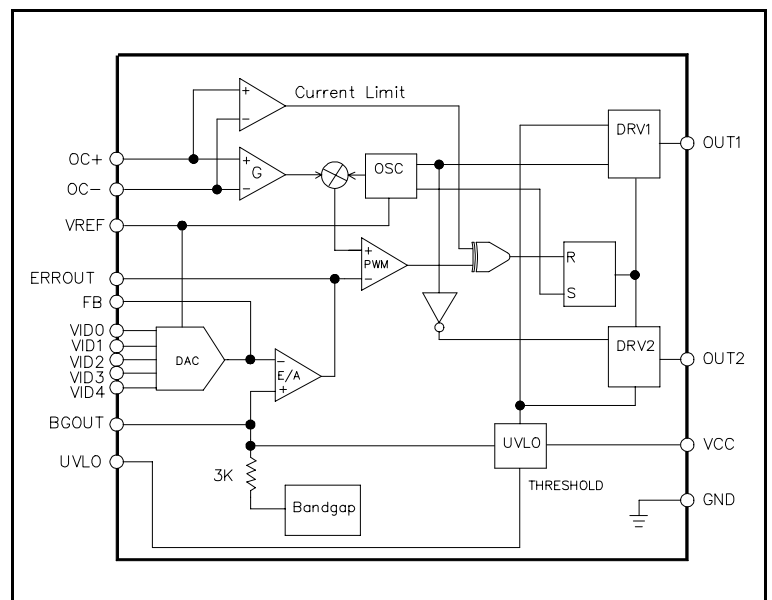 Current Limit
DRV1
OUT1
OC+
+
-
G
+
-
OSC
OC-
VREF
ERROUT
+
PWM
-
R
S
FB
VID0
VID1
VID2
VID3
VID4
DAC
-
E/A
+
DRV2
OUT2
BGOUT
UVLO
VCC
UVLO
3K
THRESHOLD
Bandgap
GND